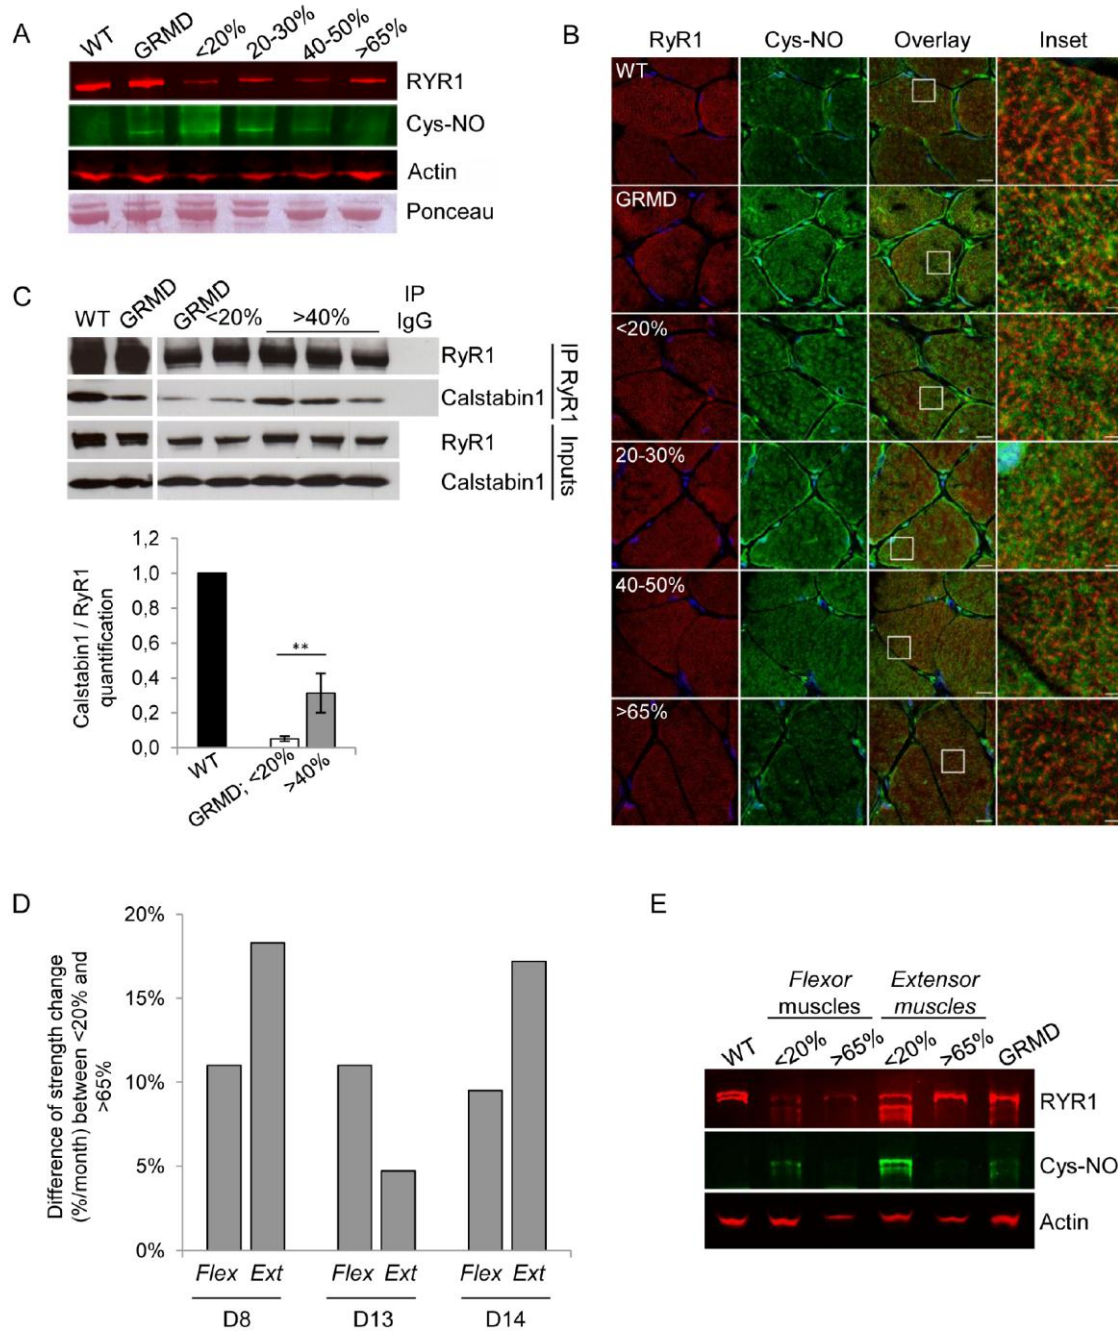 A
WT GRMD <20% 20-30% 40-50% >65%
RYR1
Cys-NO
Actin
Ponceau
B
RyR1 Cys-NO Overlay Inset
WT
GRMD
<20%
20-30%
40-50%
>65%
C
WT GRMD GRMD <20% >40% IP IgG
RyR1
Calstabin1
IP RyR1
RyR1
Calstabin1
Inputs
Calstabin1 / RyR1
quantification
1,2
1,0
0,8
0,6
0,4
0,2
0,0
**
WT
GRMD; <20%
>40%
D
Difference of strength change
(%/month) between <20% and
>65%
20%
15%
10%
5%
0%
Flex Ext Flex Ext Flex Ext
D8 D13 D14
E
Flexor Extensor
muscles muscles
WT <20% >65% <20% >65% GRMD
RYR1
Cys-NO
Actin